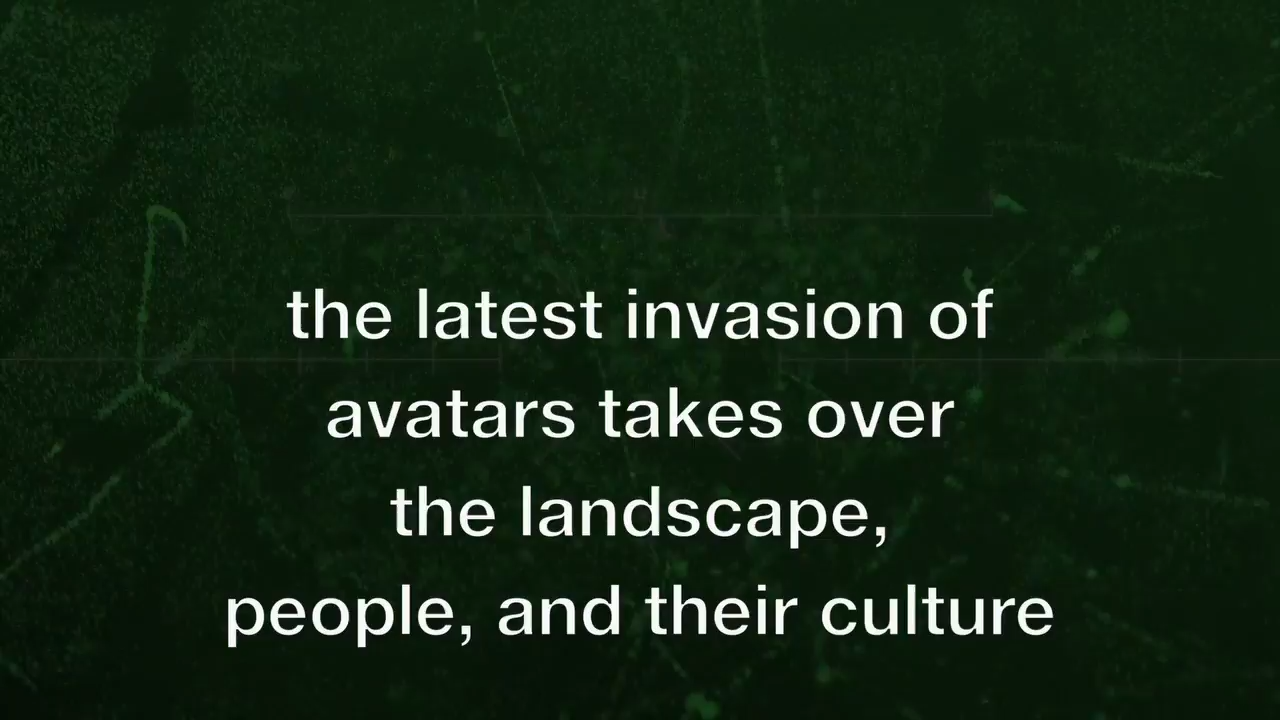 the latest invasion of
avatars takes over
the landscape,
people, and their culture